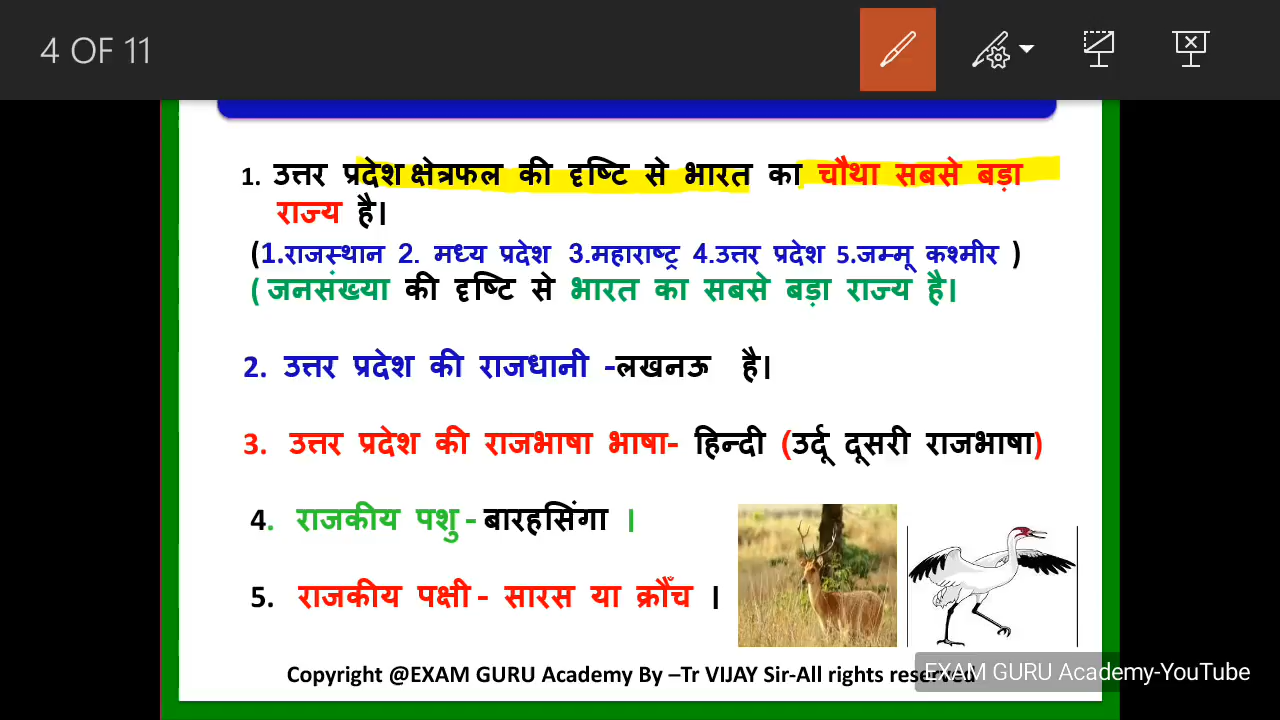 4 OF 11
1. उत्तर प्रदेश क्षेत्रफल की दृष्टि से भारत का चौथा सबसे बड़ा
राज्य है।
(1.राजस्थान 2. मध्य प्रदेश 3.महाराष्ट्र 4.उत्तर प्रदेश 5.जम्मू कश्मीर )
( जनसंख्या की दृष्टि से भारत का सबसे बड़ा राज्य है।
2. उत्तर प्रदेश की राजधानी -लखनऊ है।
3. उत्तर प्रदेश की राजभाषा भाषा- हिन्दी (उर्दू दूसरी राजभाषा)
4. राजकीय पशु - बारहसिंगा ।
5. राजकीय पक्षी - सारस या क्रौंच ।
Copyright @EXAM GURU Academy By –Tr VIJAY Sir-All rights reserved
EXAM GURU Academy-YouTube